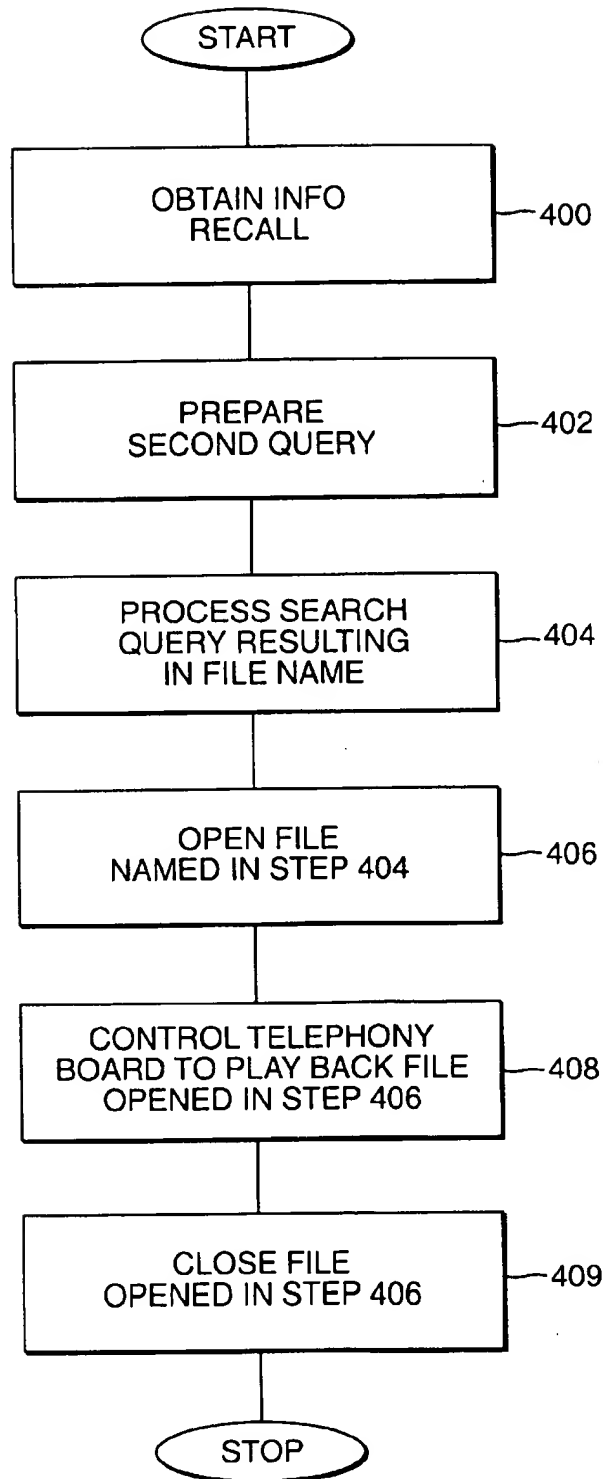 START
OBTAIN INFO
RECALL
400
PREPARE
SECOND QUERY
402
PROCESS SEARCH
QUERY RESULTING
IN FILE NAME
404
OPEN FILE
NAMED IN STEP 404
406
CONTROL TELEPHONY
BOARD TO PLAY BACK FILE
OPENED IN STEP 406
408
CLOSE FILE
OPENED IN STEP 406
409
STOP